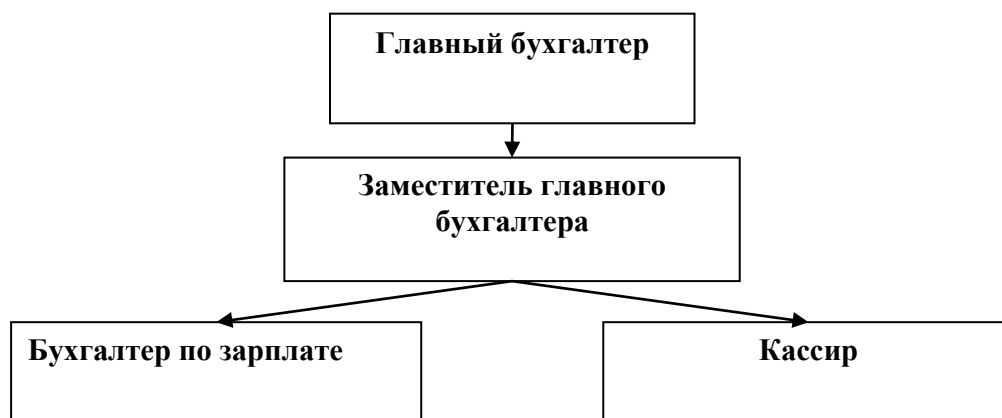 Главный бухгалтер
Заместитель главного
бухгалтера
Бухгалтер по зарплате
Кассир